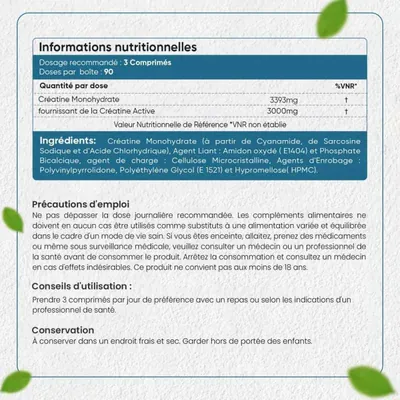 Informations nutritionnelles
Dosage recommandé : 3 Comprimés
Doses par boîte : 90
Quantité par dose %VNR*
Créatine Monohydrate 3393mg †
fournissant de la Créatine Active 3000mg †
Valeur Nutritionnelle de Référence *VNR non établie
Ingrédients: Créatine Monohydrate (à partir de Cyanamide, de Sarcosine
Sodique et d'Acide Chlorhydrique), Agent Liant : Amidon oxydé ( E1404) et Phosphate
Bicalcique, agent de charge : Cellulose Microcristalline, Agents d'Enrobage :
Polyvinylpyrrolidone, Polyéthylène Glycol (E 1521) et Hypromellose( HPMC).
Précautions d'emploi
Ne pas dépasser la dose journalière recommandée. Les compléments alimentaires ne
doivent en aucun cas être utilisés comme substituts à une alimentation variée et équilibrée
dans le cadre d'un mode de vie sain. Si vous êtes enceinte, allaitez, prenez des médicaments
ou même sous surveillance médicale, veuillez consulter un médecin ou un professionnel de
la santé avant de consommer le produit. Arrêtez la consommation et consultez un médecin
en cas d'effets indésirables. Ce produit ne convient pas aux moins de 18 ans.
Conseils d'utilisation :
Prendre 3 comprimés par jour de préférence avec un repas ou selon les indications d'un
professionnel de santé.
Conservation
À conserver dans un endroit frais et sec. Garder hors de portée des enfants.